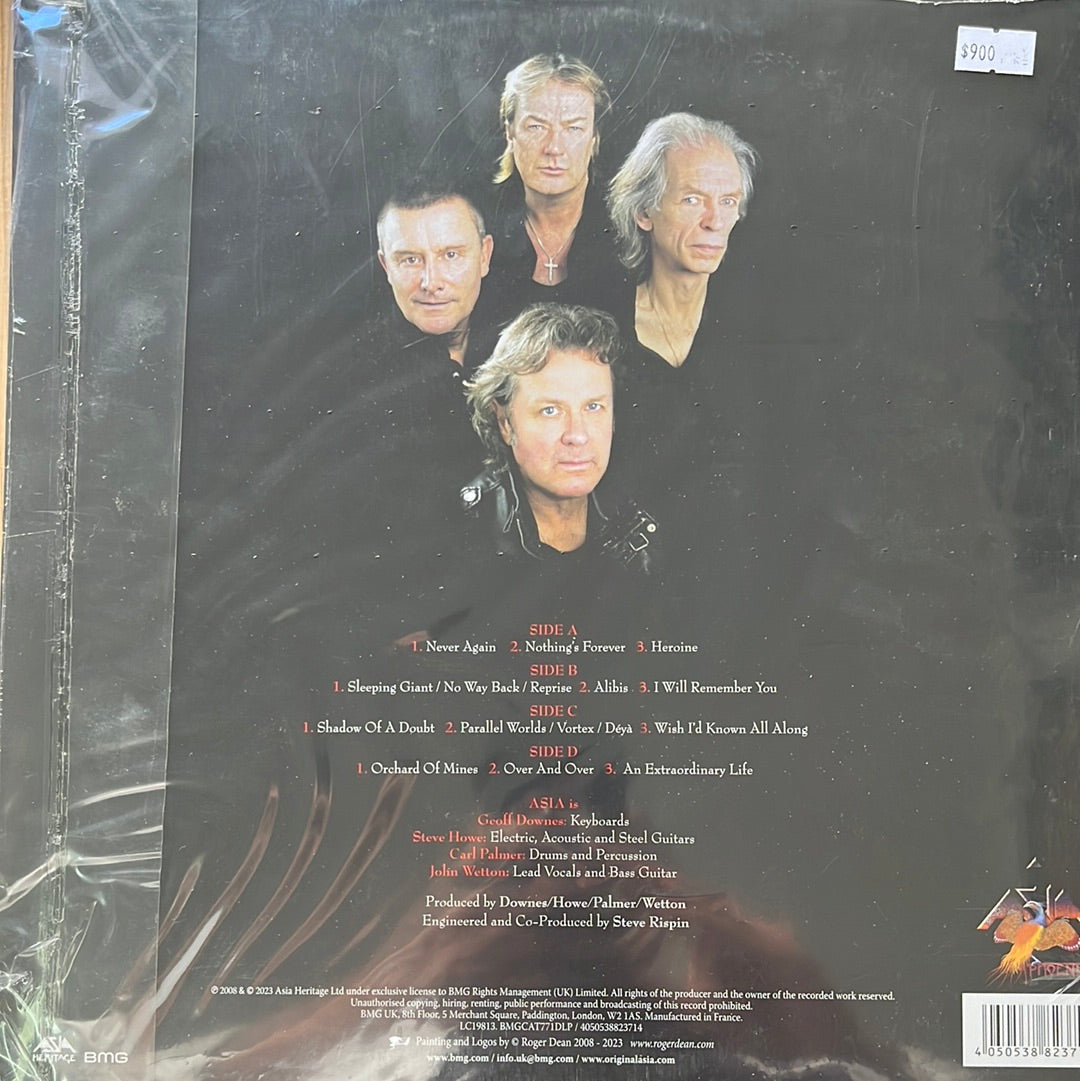 $900
SIDE A
1. Never Again 2. Nothing's Forever 3. Heroine
SIDE B
1. Sleeping Giant / No Way Back / Reprise 2. Alibis 3. I Will Remember You
SIDE C
1. Shadow Of A Doubt 2. Parallel Worlds / Vortex / Déyà 3. Wish I'd Known All Along
SIDE D
1. Orchard Of Mines 2. Over And Over 3. An Extraordinary Life
ASIA is
Geoff Downes: Keyboards
Steve Howe: Electric, Acoustic and Steel Guitars
Carl Palmer: Drums and Percussion
John Wetton: Lead Vocals and Bass Guitar
Produced by Downes/Howe/Palmer/Wetton
Engineered and Co-Produced by Steve Rispin
ASIA
PHOENI
℗ 2008 & © 2023 Asia Heritage Ltd under exclusive license to BMG Rights Management (UK) Limited. All rights of the producer and the owner of the recorded work reserved.
Unauthorised copying, hiring, renting, public performance and broadcasting of this record prohibited.
BMG UK, 8th Floor, 5 Merchant Square, Paddington, London, W2 1AS. Manufactured in France.
LC19813. BMGCAT771DLP / 4050538823714
Painting and Logos by © Roger Dean 2008 - 2023 www.rogerdean.com
www.bmg.com / info.uk@bmg.com / www.originalasia.com
ASIA
HERITAGE BMG
4 050538 8237